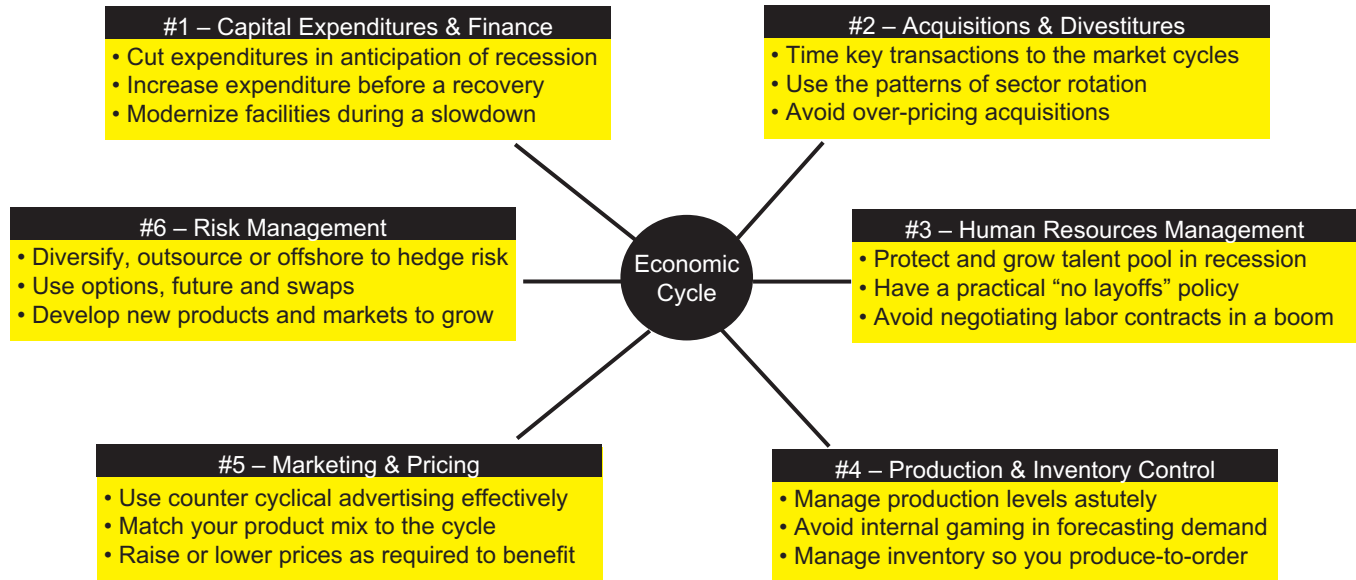 #1 – Capital Expenditures & Finance
• Cut expenditures in anticipation of recession
• Increase expenditure before a recovery
• Modernize facilities during a slowdown
#2 – Acquisitions & Divestitures
• Time key transactions to the market cycles
• Use the patterns of sector rotation
• Avoid over-pricing acquisitions
#6 – Risk Management
• Diversify, outsource or offshore to hedge risk
• Use options, future and swaps
• Develop new products and markets to grow
Economic
Cycle
#3 – Human Resources Management
• Protect and grow talent pool in recession
• Have a practical “no layoffs” policy
• Avoid negotiating labor contracts in a boom
#5 – Marketing & Pricing
• Use counter cyclical advertising effectively
• Match your product mix to the cycle
• Raise or lower prices as required to benefit
#4 – Production & Inventory Control
• Manage production levels astutely
• Avoid internal gaming in forecasting demand
• Manage inventory so you produce-to-order